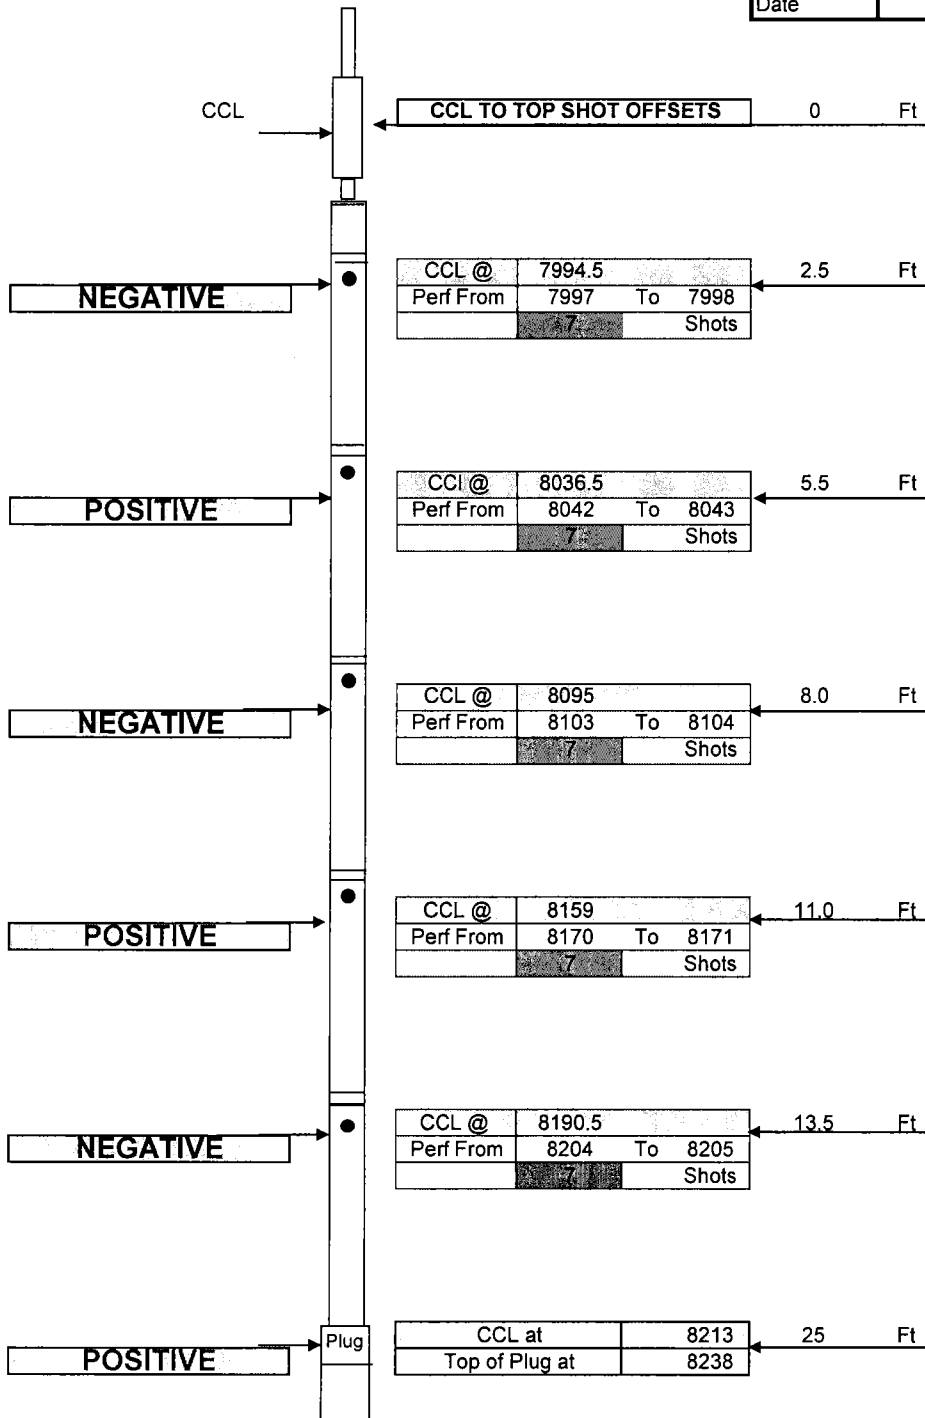 Date
CCL
CCL TO TOP SHOT OFFSETS 0 Ft
CCL @ 7994.5 2.5 Ft
NEGATIVE
Perf From 7997 To 7998
7 Shots
CCl @ 8036.5 5.5 Ft
POSITIVE
Perf From 8042 To 8043
7 Shots
CCL @ 8095 8.0 Ft
NEGATIVE
Perf From 8103 To 8104
7 Shots
CCL @ 8159 11.0 Ft
POSITIVE
Perf From 8170 To 8171
7 Shots
CCL @ 8190.5 13.5 Ft
NEGATIVE
Perf From 8204 To 8205
7 Shots
Plug
CCL at 8213 25 Ft
POSITIVE
Top of Plug at 8238